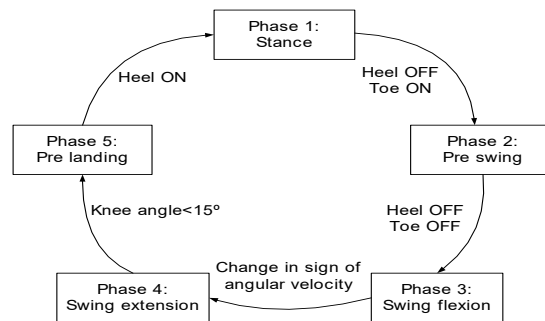 Phase 1:
Stance
Heel ON
Heel OFF
Toe ON
Phase 5:
Pre landing
Phase 2:
Pre swing
Knee angle<15º
Heel OFF
Toe OFF
Change in sign of
angular velocity
Phase 4:
Swing extension
Phase 3:
Swing flexion